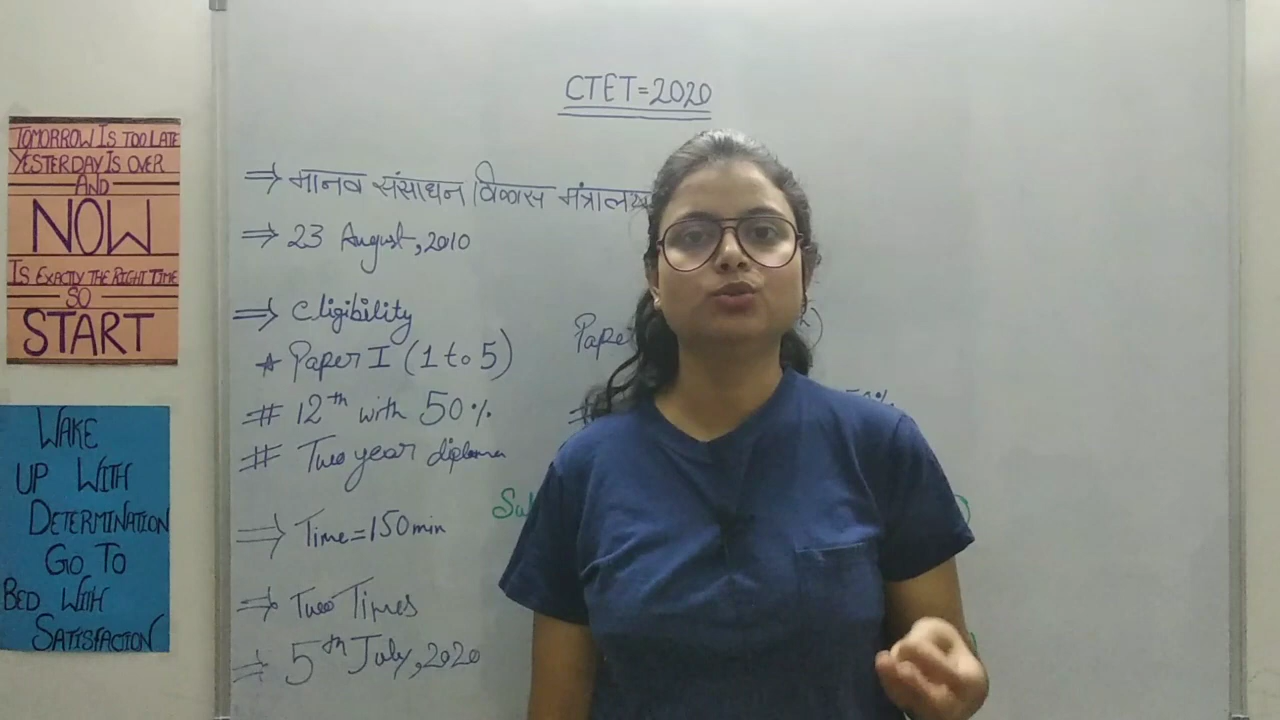 CTET=2020
⇒ मानव संसाधन विकास मंत्रालय
⇒ 23 August, 2010
⇒ Eligibility
★ Paper I (1 to 5)
# 12th with 50%
# Two year diploma
⇒ Time=150min
⇒ Two Times
⇒ 5th July, 2020
50%
TOMORROW IS TOO LATE
YESTERDAY IS OVER
AND
NOW
IS EXACTLY THE RIGHT TIME
SO
START
WAKE
UP WITH
DETERMINATION
GO TO
BED WITH
SATISFACTION